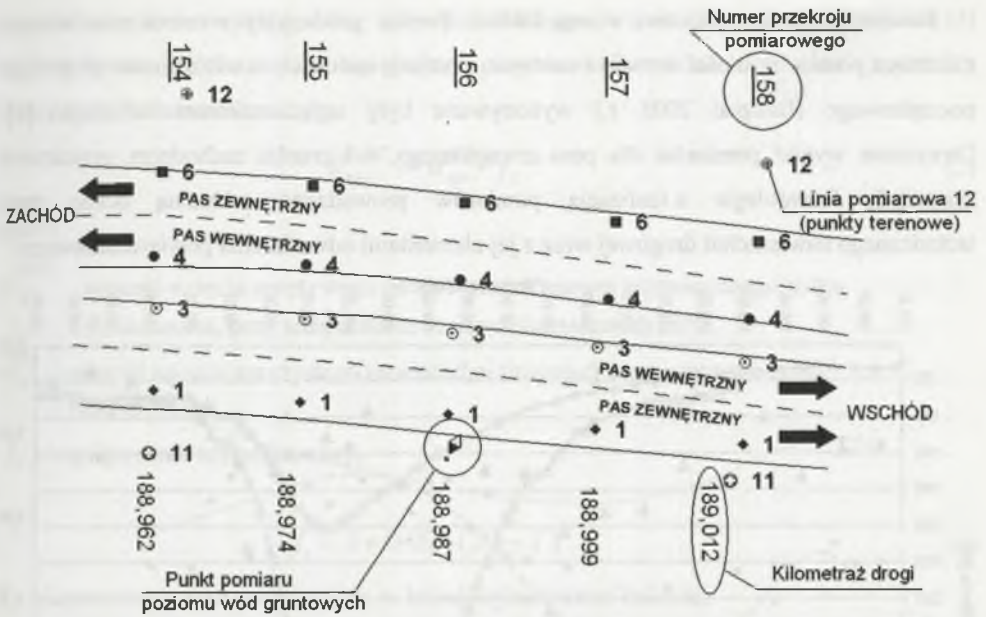 Numer przekroju
pomiarowego
154
155
156
157
158
12
12
6
6
6
6
6
PAS ZEWNĘTRZNY
Linia pomiarowa 12
(punkty terenowe)
ZACHÓD
PAS WEWNĘTRZNY
4
4
4
4
4
3
3
3
3
3
PAS WEWNĘTRZNY
1
1
1
PAS ZEWNĘTRZNY
WSCHÓD
1
1
11
11
188,962
188,974
188,987
188,999
189,012
Punkt pomiaru
poziomu wód gruntowych
Kilometraż drogi